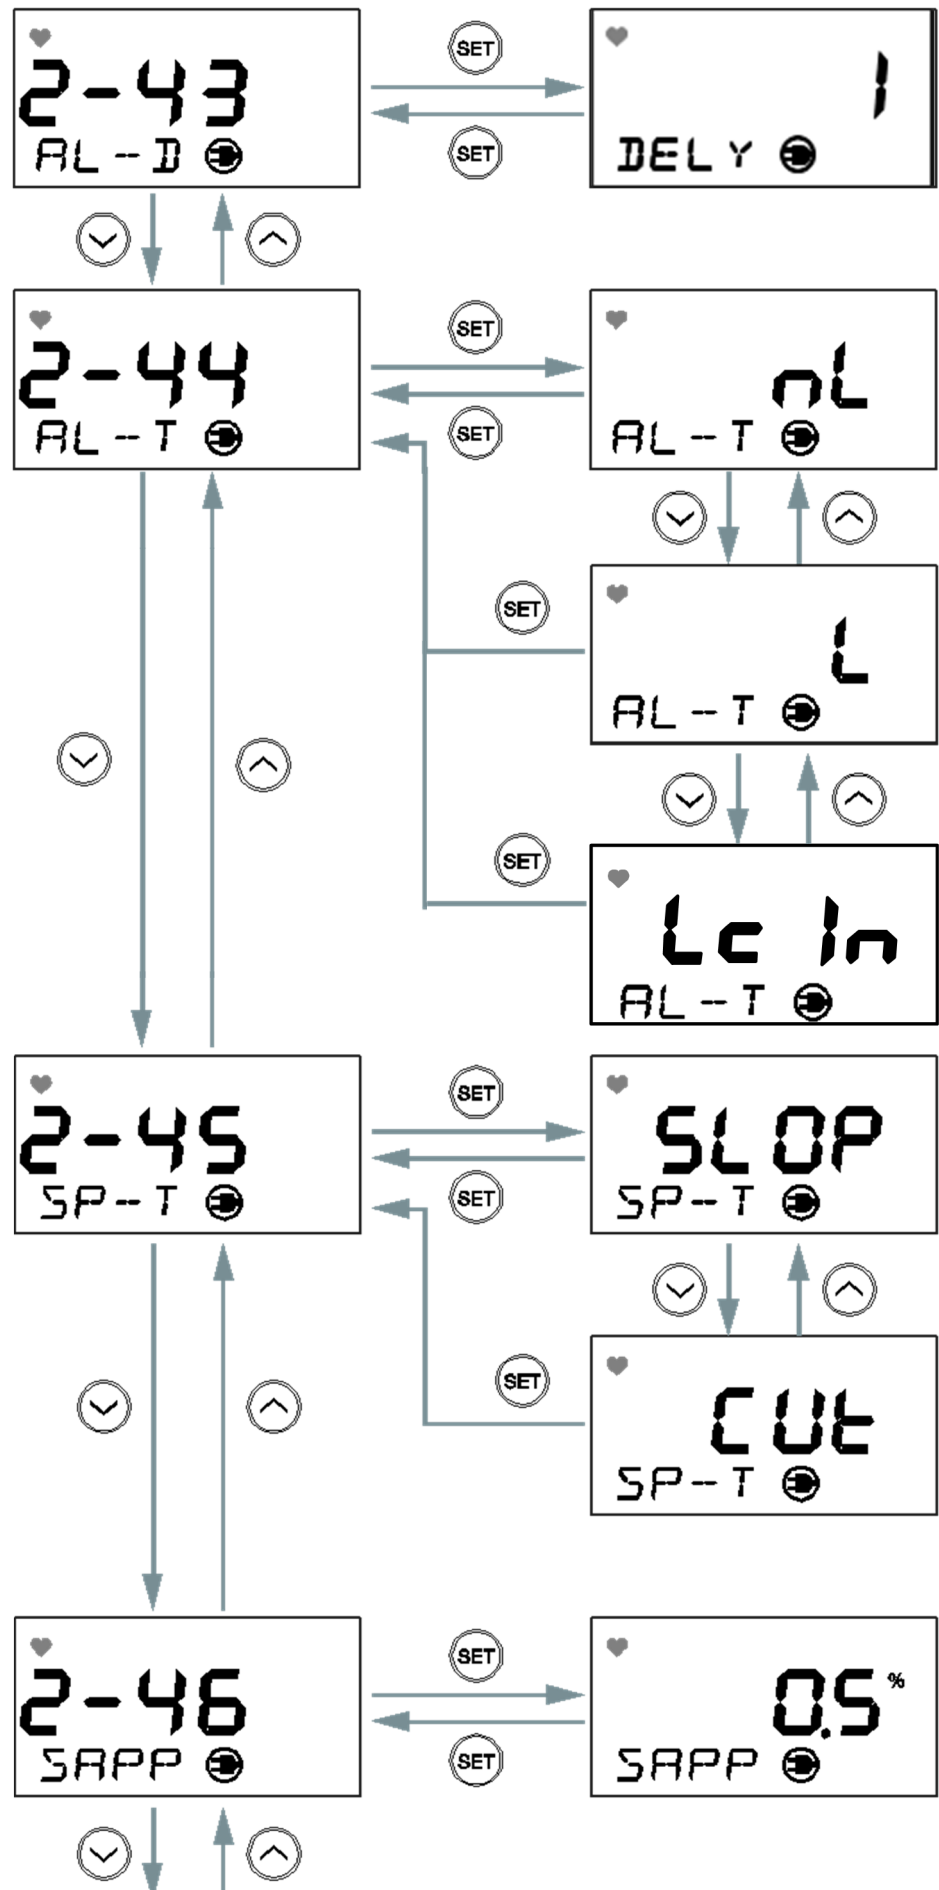 SET
2-43
AL--D
1
DELY
SET
SET
2-44
AL--T
nL
AL--T
SET
SET
L
AL--T
SET
Lc In
AL--T
SET
2-45
SP--T
SLOP
SP--T
SET
SET
CUt
SP--T
SET
2-46
SAPP
0.5%
SAPP
SET